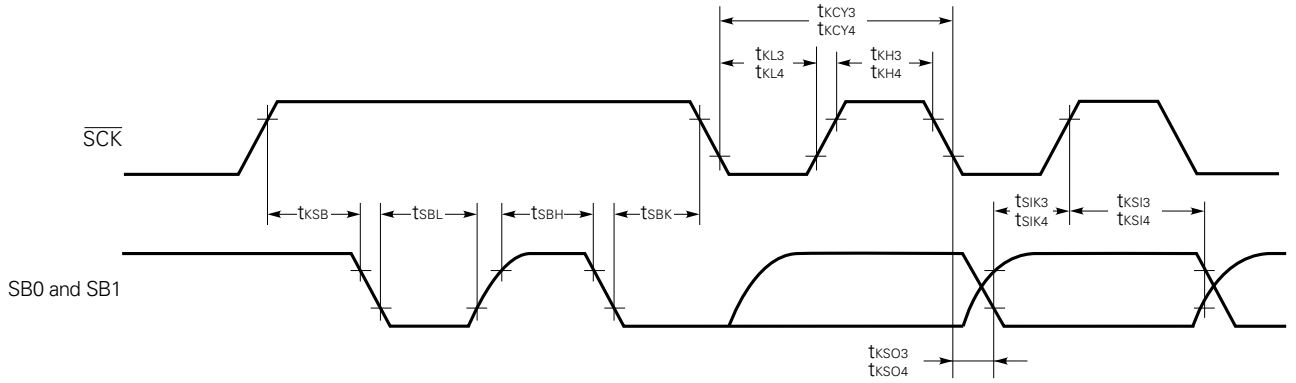 tKCY3
tKCY4
tKL3
tKL4
tKH3
tKH4
SCK
tKSB
tSBL
tSBH
tSBK
tSIK3
tSIK4
tKSI3
tKSI4
SB0 and SB1
tKSO3
tKSO4